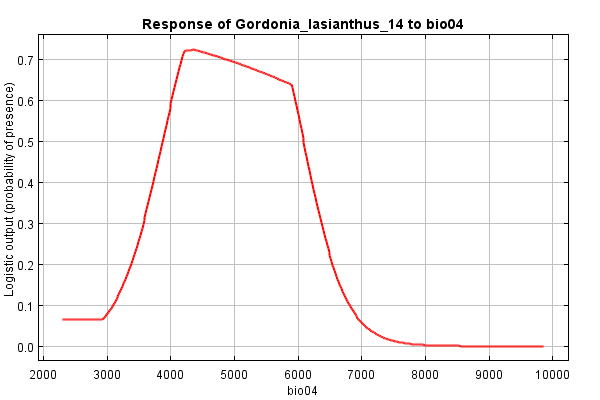 Response of Gordonia_lasianthus_14 to bio04
Logistic output (probability of presence)
0.7
0.6
0.5
0.4
0.3
0.2
0.1
0.0
2000 3000 4000 5000 6000 7000 8000 9000 10000
bio04